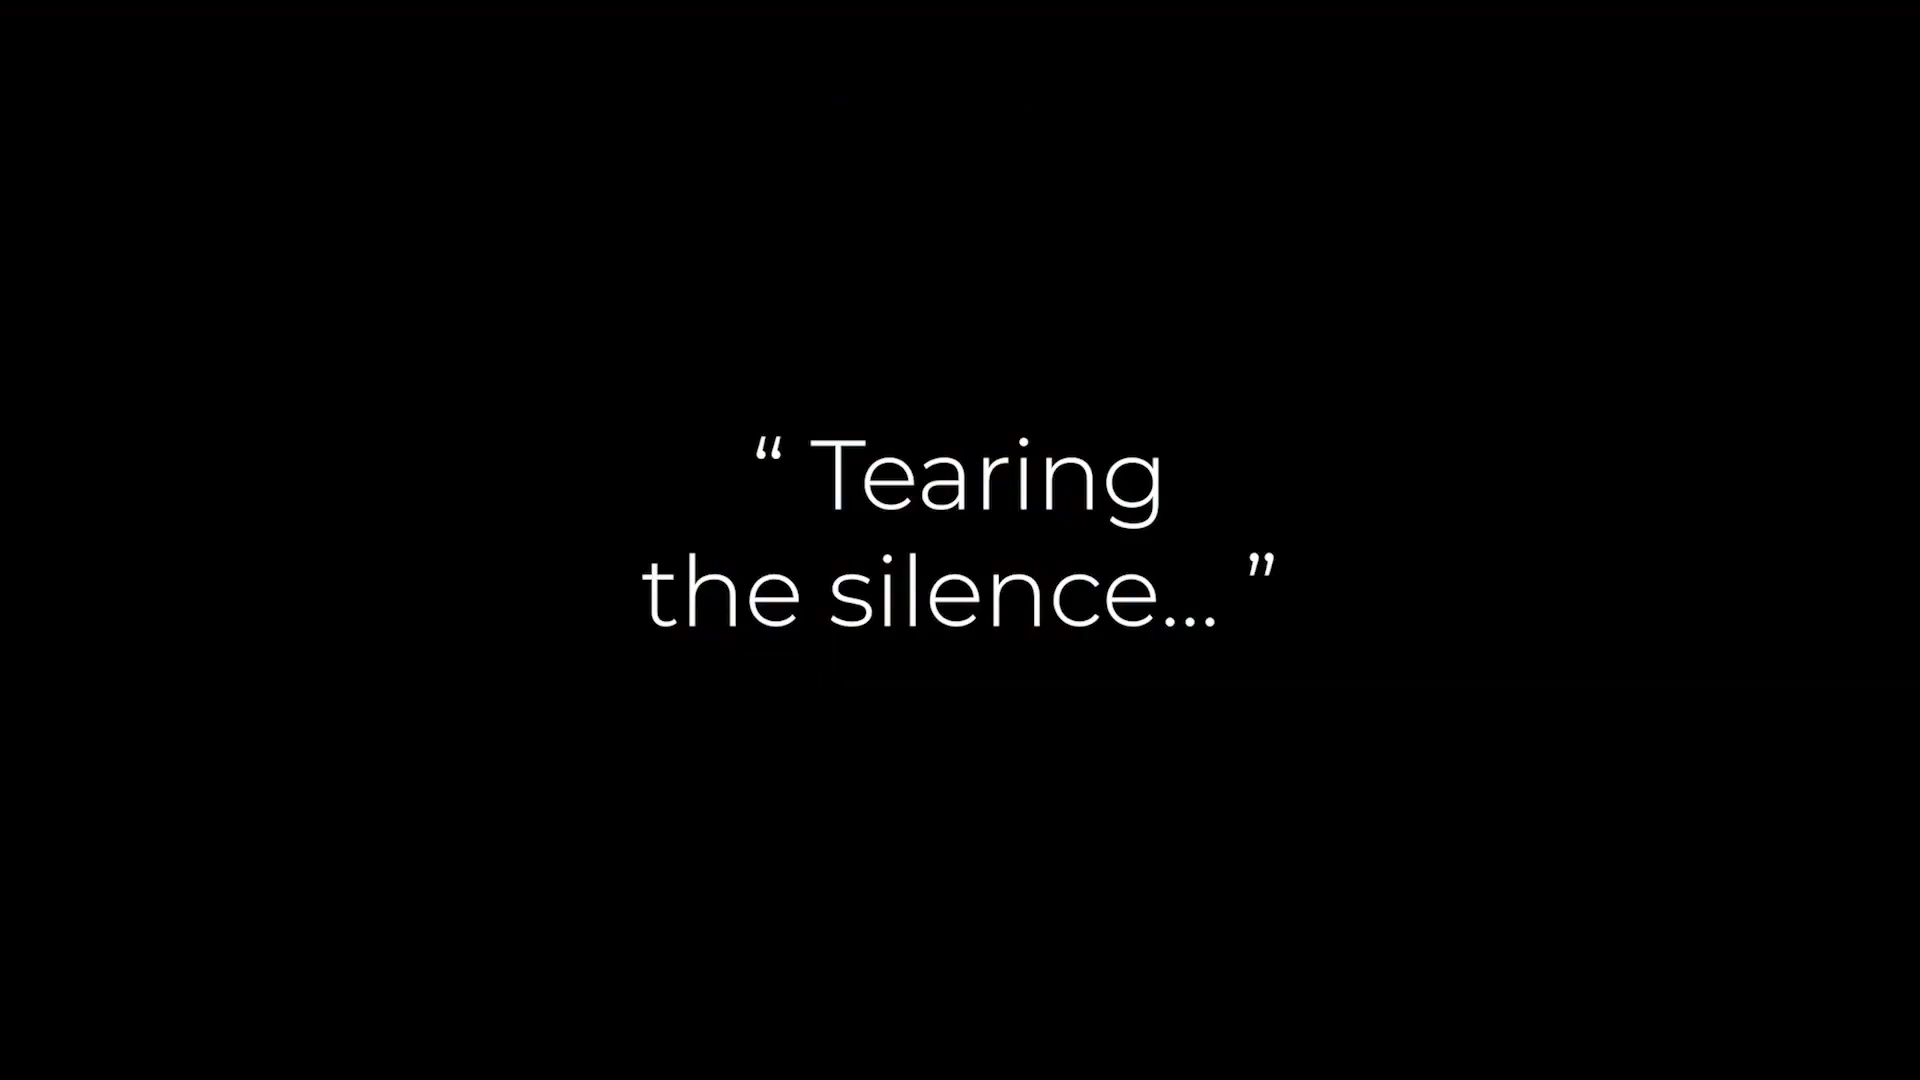 “ Tearing
the silence... ”